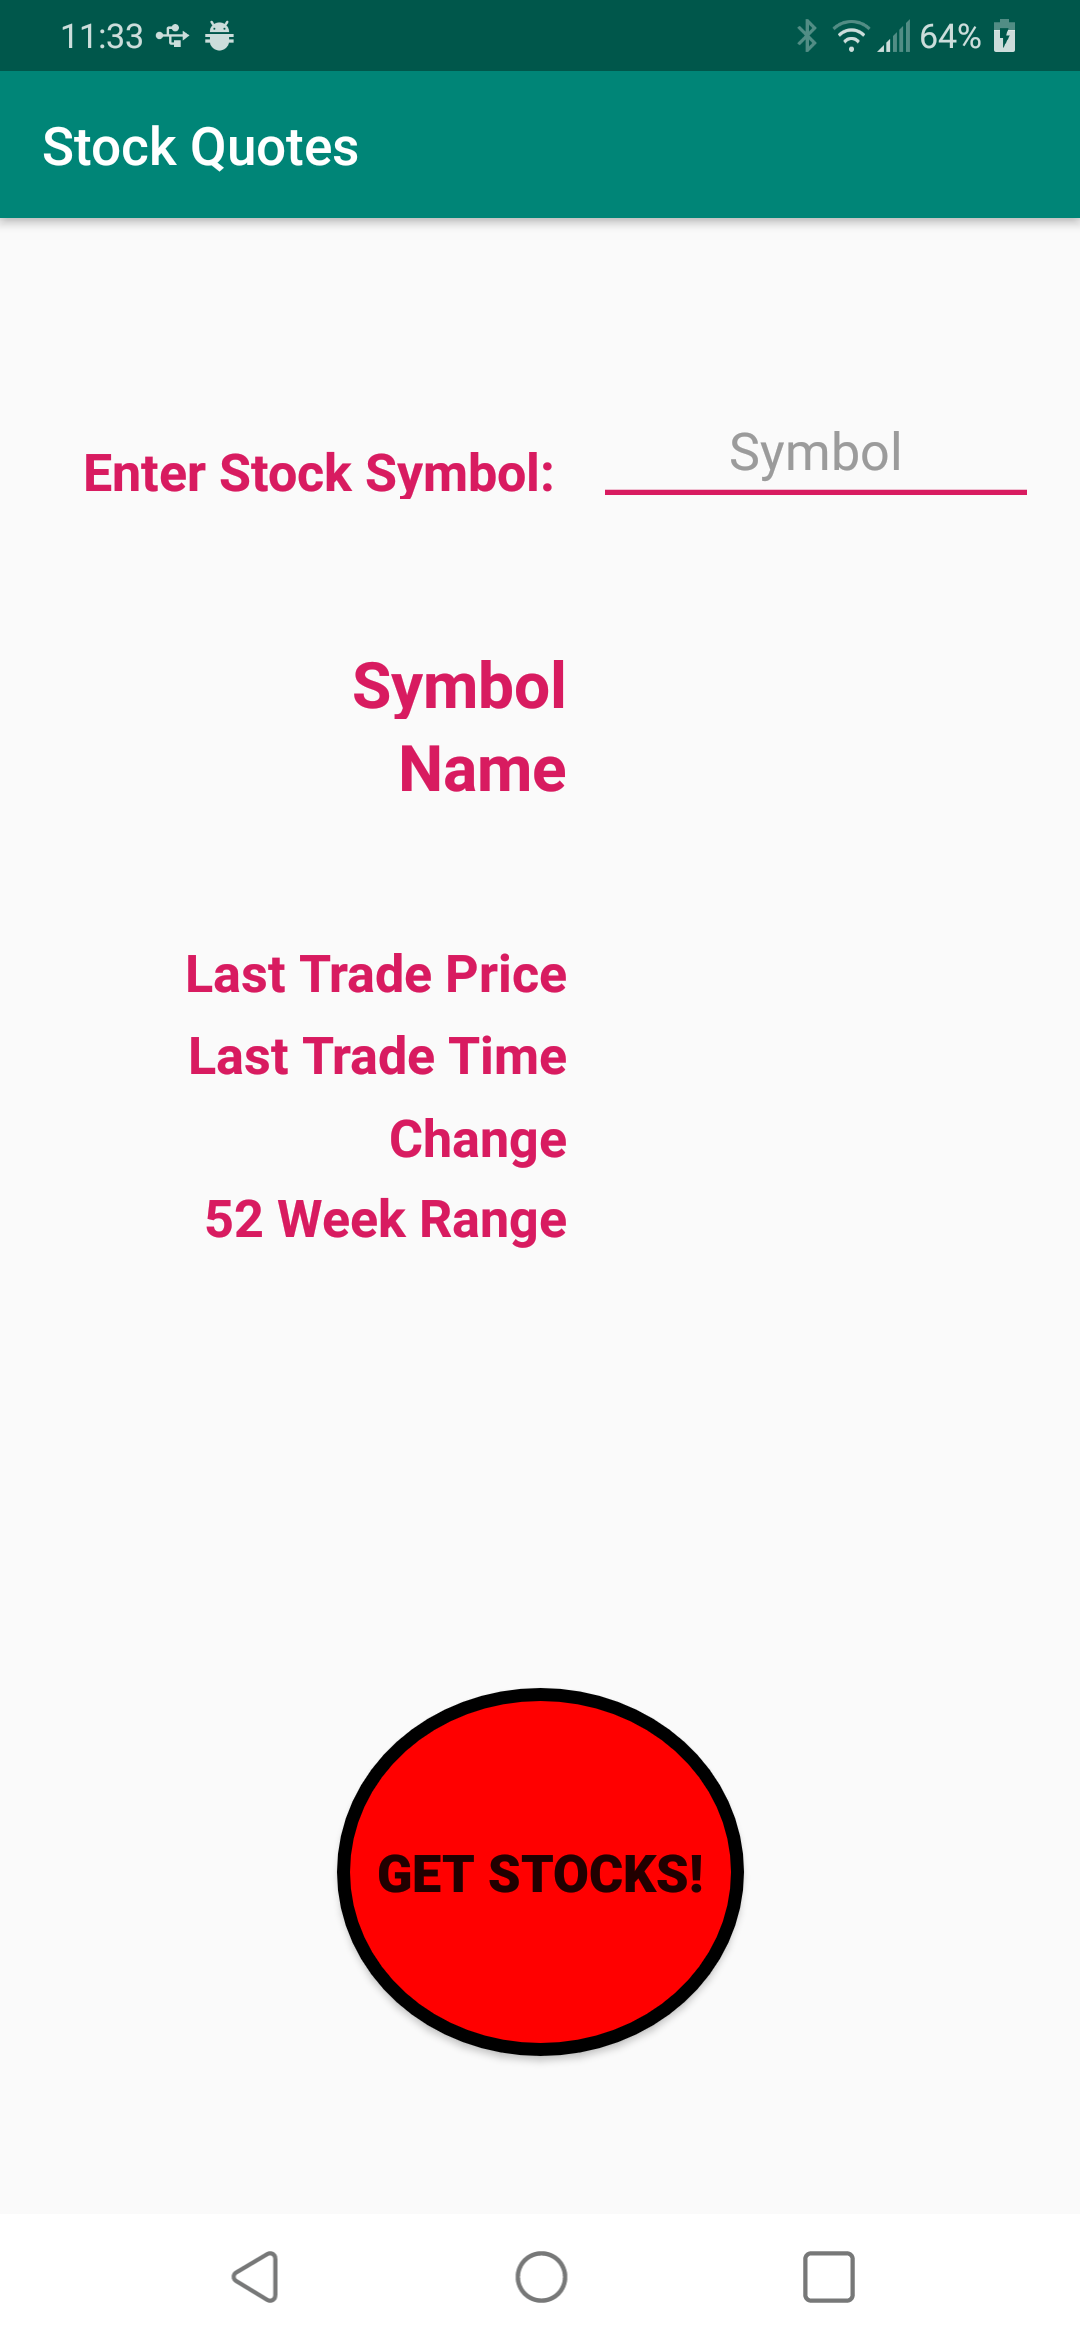 11:33 64%
Stock Quotes
Enter Stock Symbol: Symbol
Symbol
Name
Last Trade Price
Last Trade Time
Change
52 Week Range
GET STOCKS!